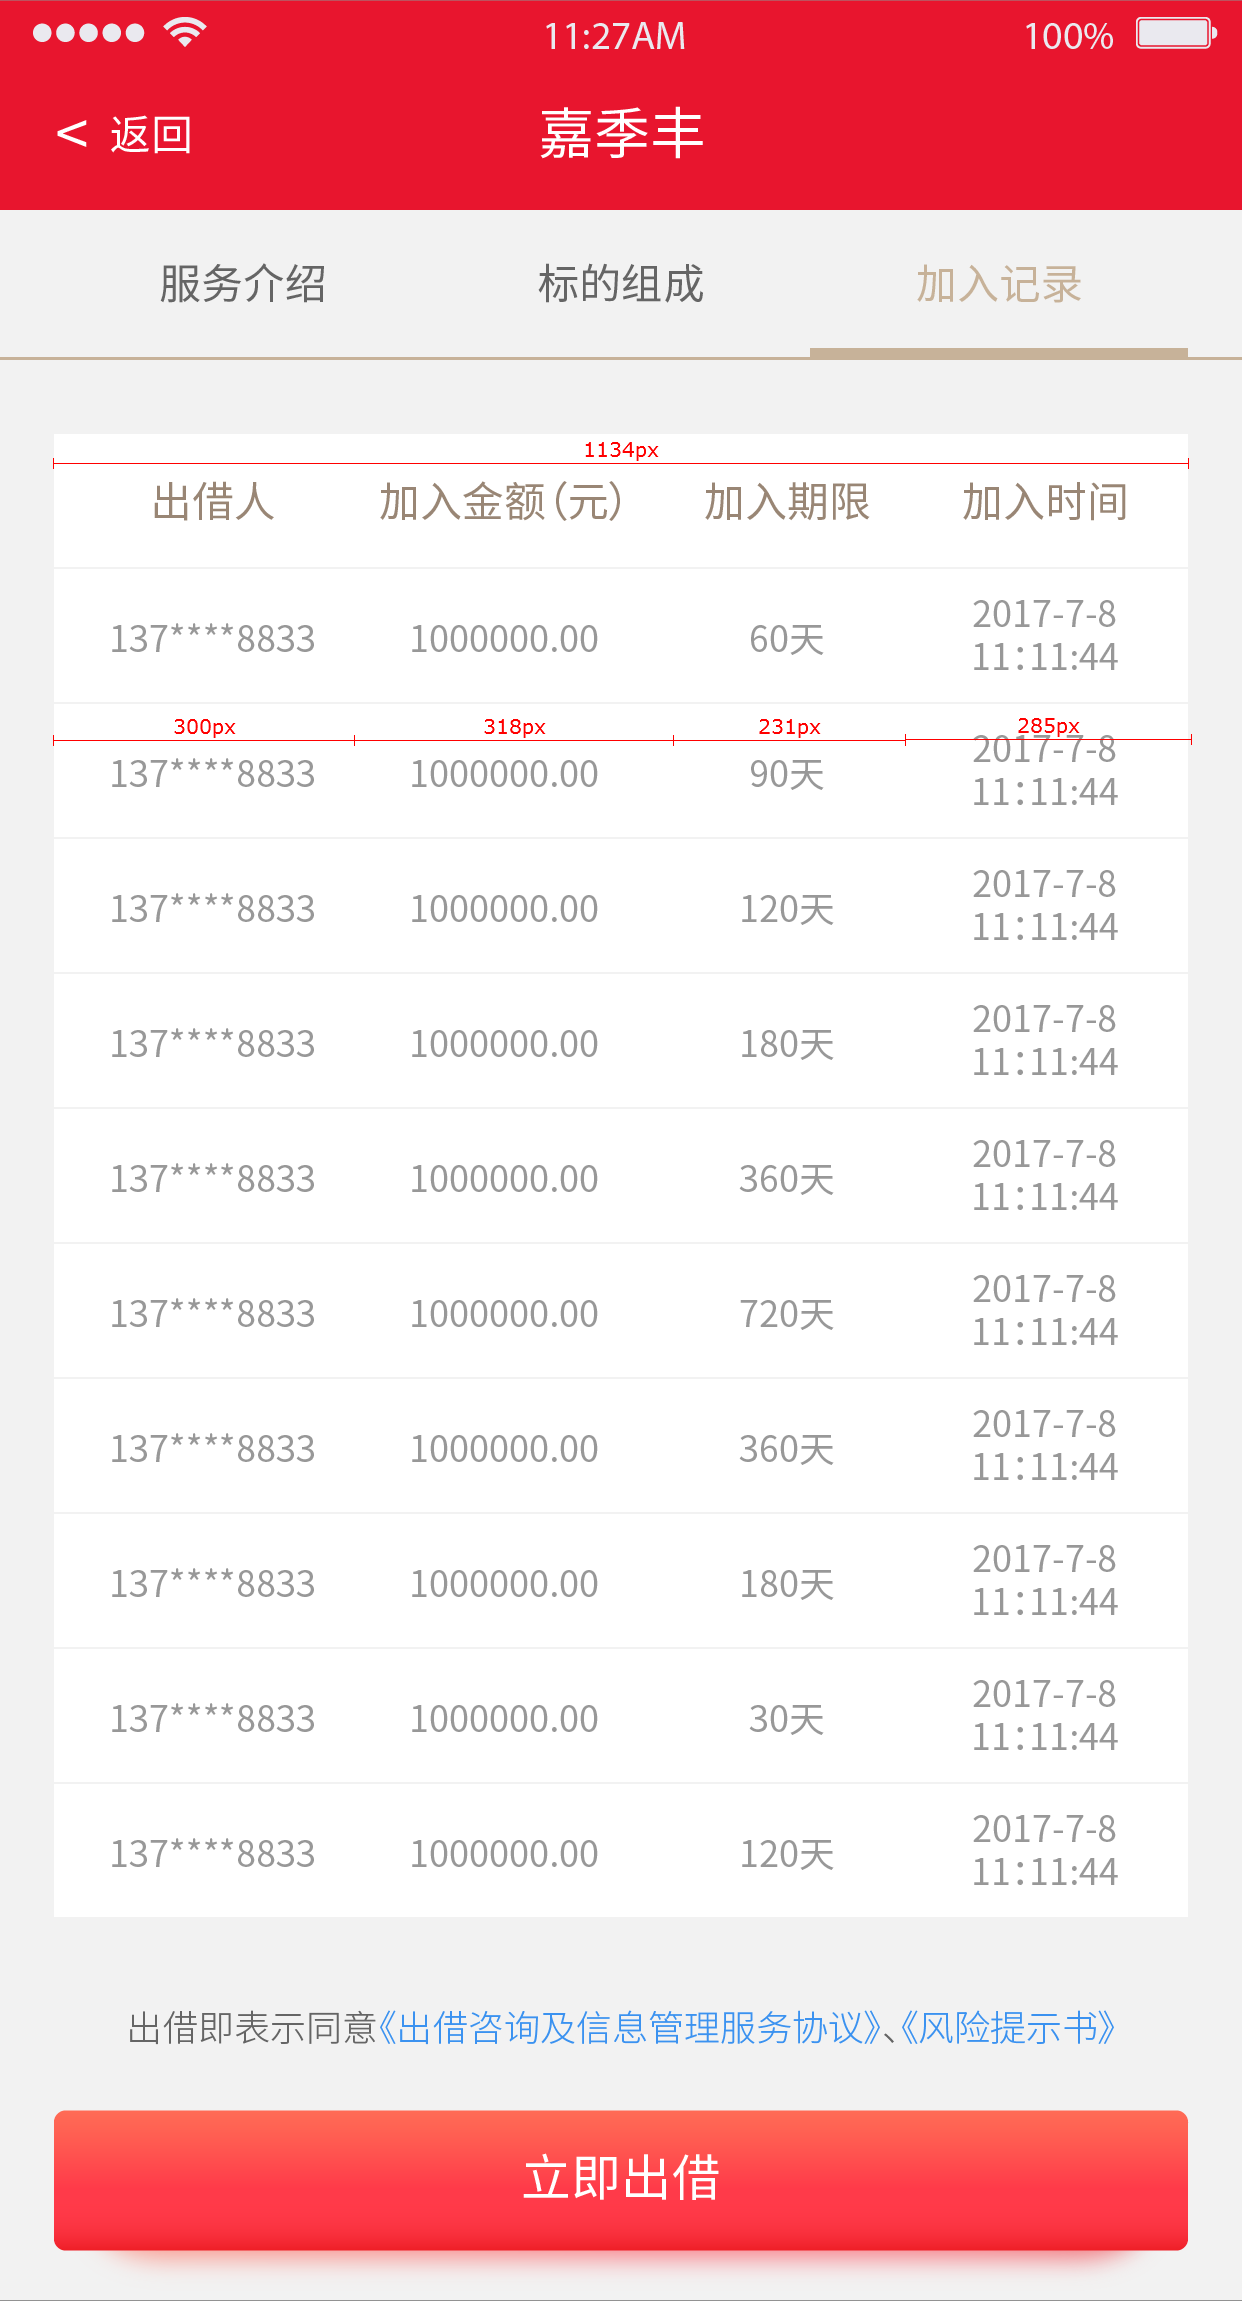 11:27AM 100%
< 返回 嘉季丰
服务介绍 标的组成 加入记录
1134px
出借人 加入金额(元) 加入期限 加入时间
137****8833 1000000.00 60天 2017-7-8
11:11:44
300px 318px 231px 285px
137****8833 1000000.00 90天 2017-7-8
11:11:44
137****8833 1000000.00 120天 2017-7-8
11:11:44
137****8833 1000000.00 180天 2017-7-8
11:11:44
137****8833 1000000.00 360天 2017-7-8
11:11:44
137****8833 1000000.00 720天 2017-7-8
11:11:44
137****8833 1000000.00 360天 2017-7-8
11:11:44
137****8833 1000000.00 180天 2017-7-8
11:11:44
137****8833 1000000.00 30天 2017-7-8
11:11:44
137****8833 1000000.00 120天 2017-7-8
11:11:44
出借即表示同意《出借咨询及信息管理服务协议》、《风险提示书》
立即出借